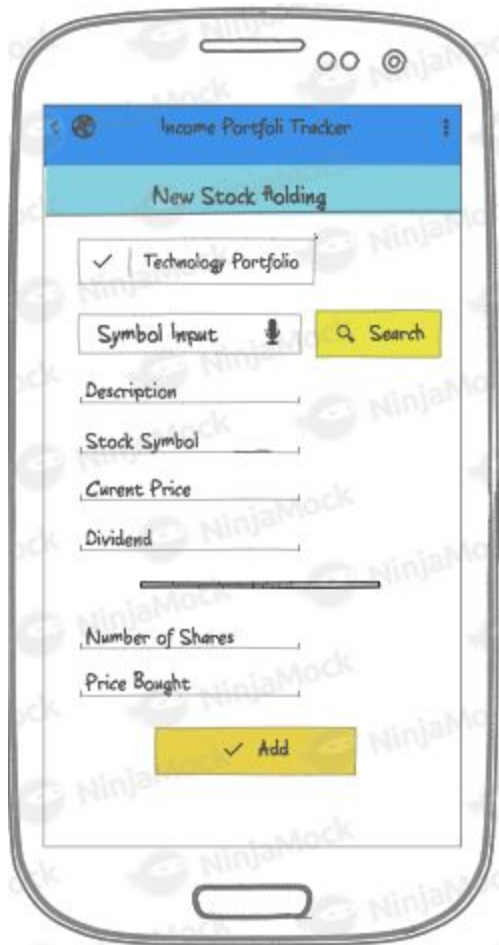 Income Portfoli Tracker
New Stock Holding
Technology Portfolio
Symbol Input
Search
Description
Stock Symbol
Curent Price
Dividend
Number of Shares
Price Bought
Add
NinjaMock